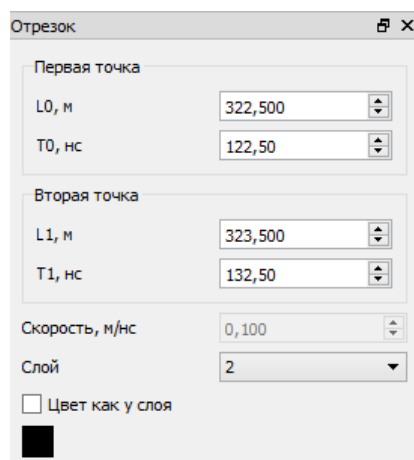 Отрезок
Первая точка
L0, м 322,500
T0, нс 122,50
Вторая точка
L1, м 323,500
T1, нс 132,50
Скорость, м/нс 0,100
Слой 2
Цвет как у слоя